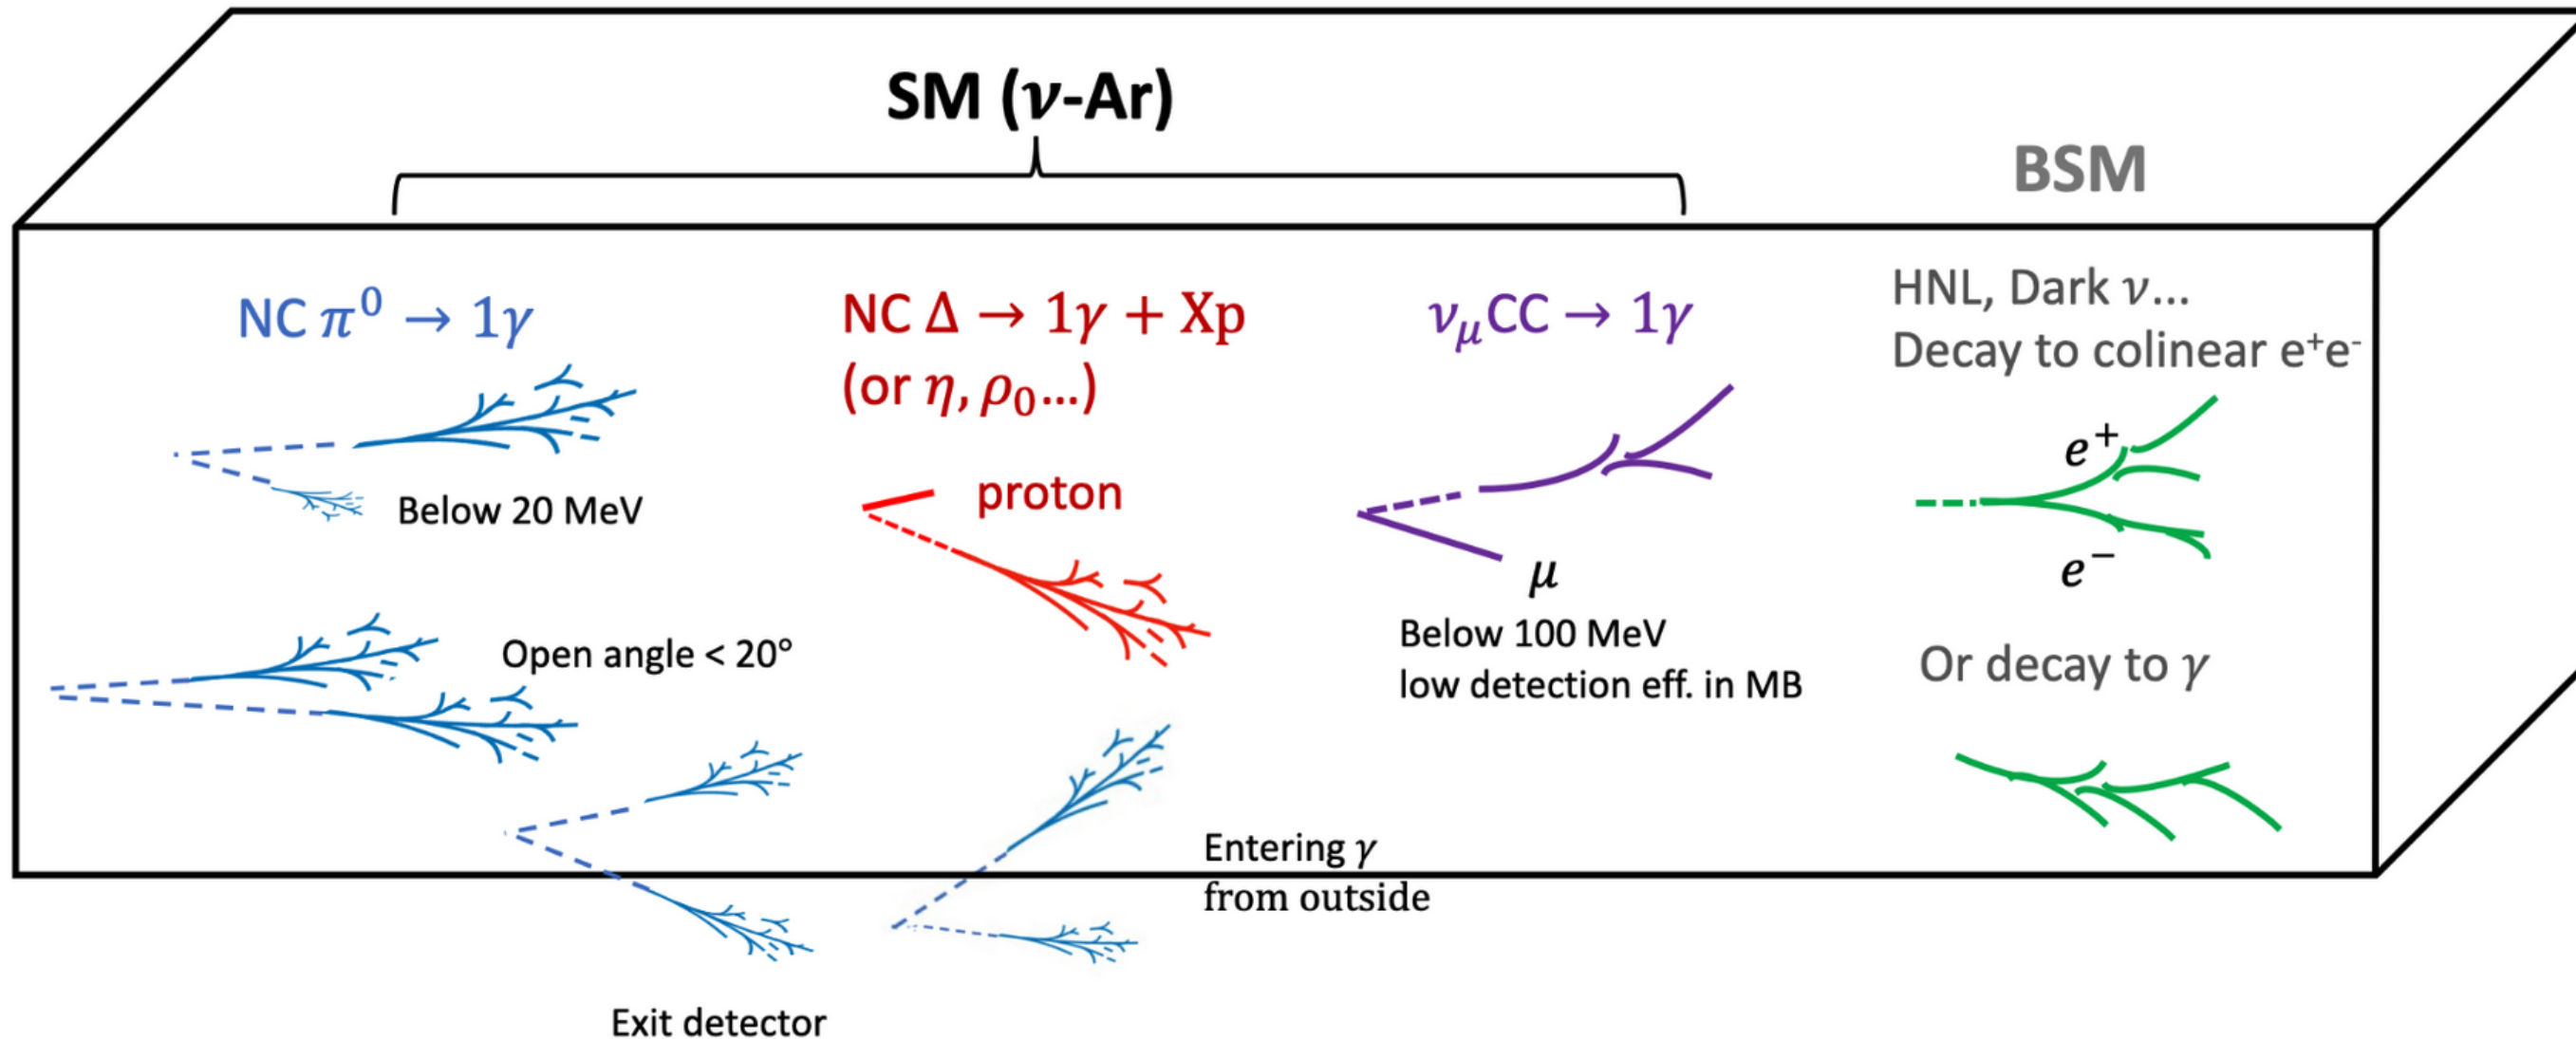 SM (ν-Ar)
BSM
NC π⁰ → 1γ
Below 20 MeV
Open angle < 20°
Exit detector
NC Δ → 1γ + Xp
(or η, ρ₀...)
proton
Entering γ
from outside
ν_μCC → 1γ
μ
Below 100 MeV
low detection eff. in MB
HNL, Dark ν...
Decay to colinear e⁺e⁻
e⁺
e⁻
Or decay to γ